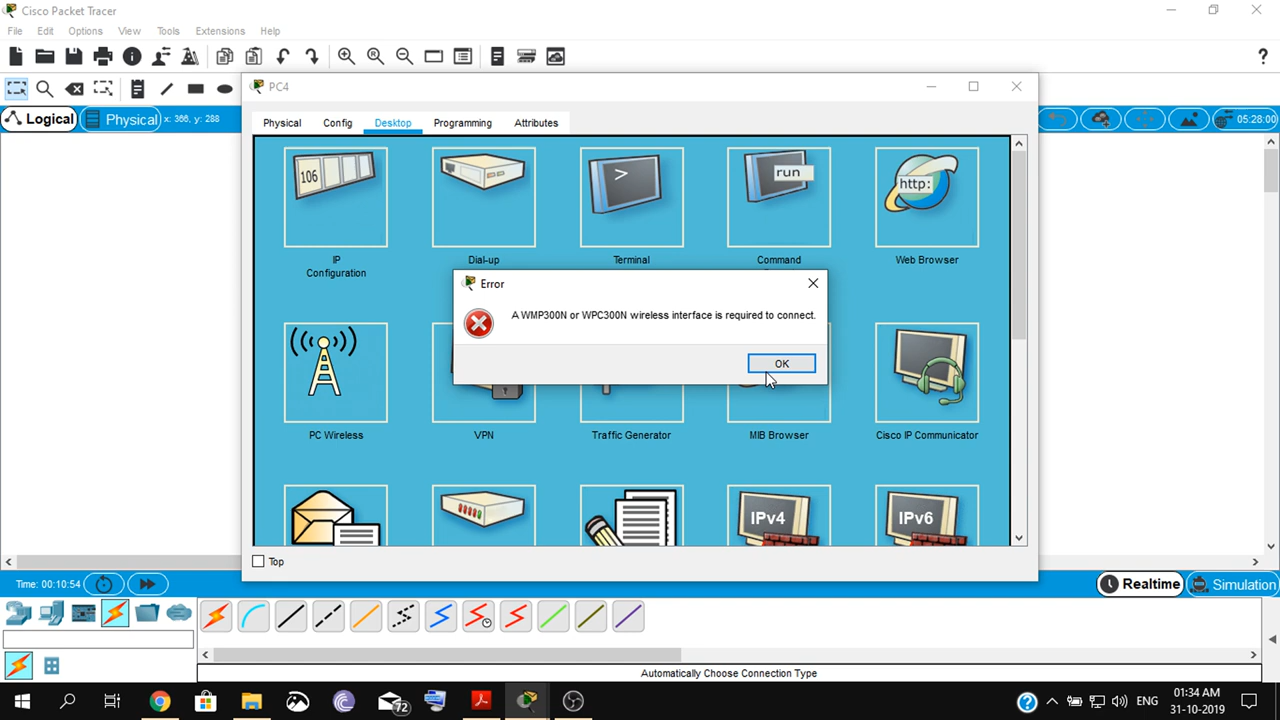 Cisco Packet Tracer
File Edit Options View Tools Extensions Help
?
PC4
Logical Physical x: 366, y: 288 05:28:00
Physical Config Desktop Programming Attributes
106 > run http:
IP
Configuration Dial-up Terminal Command Web Browser
Error
A WMP300N or WPC300N wireless interface is required to connect.
OK
PC Wireless VPN Traffic Generator MIB Browser Cisco IP Communicator
IPv4 IPv6
Top
Time: 00:10:54 Realtime Simulation
Automatically Choose Connection Type
72 ? ENG 01:34 AM
31-10-2019